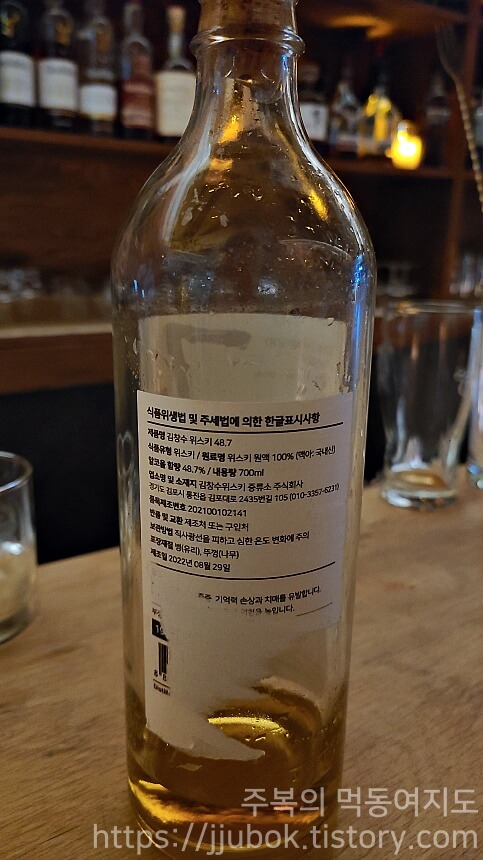 식품위생법 및 주세법에 의한 한글표시사항
제품명 김창수 위스키 48.7
식품유형 위스키 / 원료명 위스키 원액 100% (맥아: 국내산)
알코올 함량 48.7% / 내용량 700ml
업소명 및 소재지 김창수위스키 증류소 주식회사
경기도 김포시 통진읍 김포대로 2435번길 105 (010-3357-6231)
품목제조번호 202100102141
반품 및 교환 제조처 또는 구입처
보관방법 직사광선을 피하고 심한 온도 변화에 주의
포장재질 병(유리), 뚜껑(나무)
제조일 2022년 08월 29일
기억력 손상과 치매를 유발합니다.
높입니다.
주복의 먹동여지도
https://jjubok.tistory.com